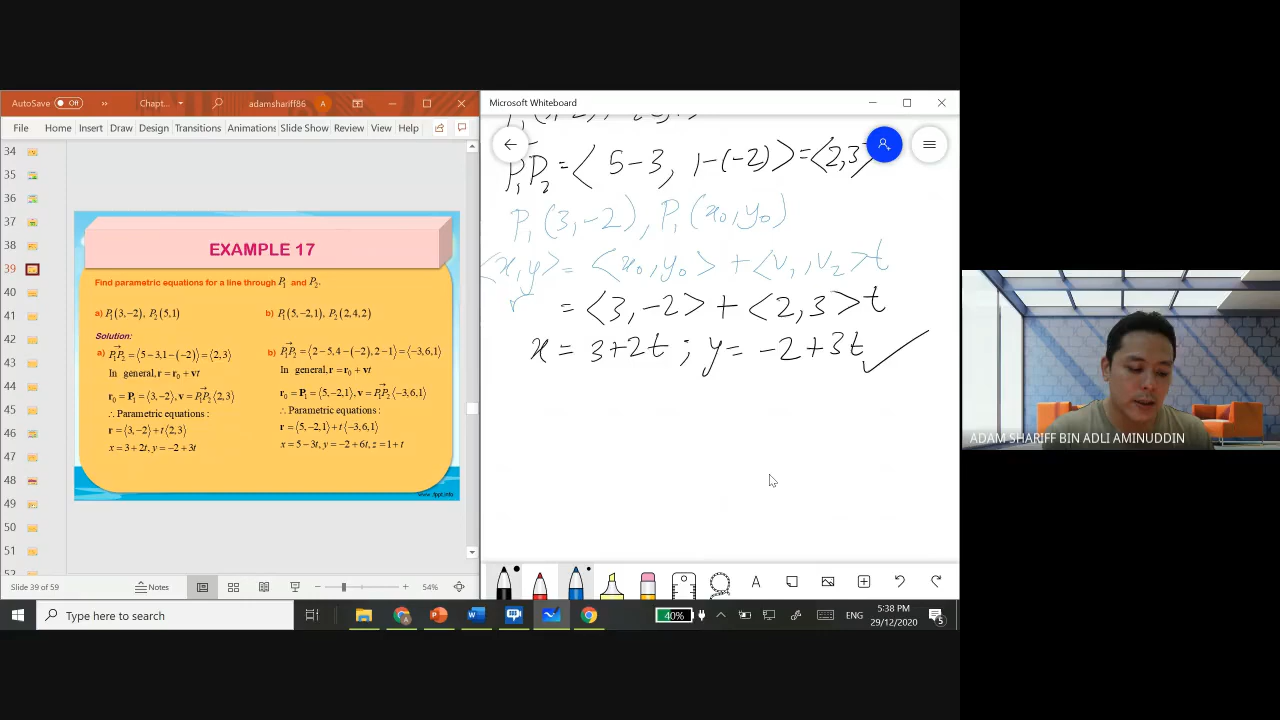 AutoSave Off Chapt... adamshariff86 A
File Home Insert Draw Design Transitions Animations Slide Show Review View Help
34
35
36
37
38
39
40
41
42
43
44
45
46
47
48
49
50
51
52
EXAMPLE 17
Find parametric equations for a line through P₁ and P₂.
a) P₁(3,−2), P₂(5,1)
b) P₁(5,−2,1), P₂(2,4,2)
Solution:
a) P₁P₂ = ⟨5−3,1−(−2)⟩ = ⟨2,3⟩
In general, r = r₀ + vt
r₀ = P₁ = ⟨3,−2⟩, v = P₁P₂ ⟨2,3⟩
∴ Parametric equations :
r = ⟨3,−2⟩ + t⟨2,3⟩
x = 3 + 2t, y = −2 + 3t
b) P₁P₂ = ⟨2−5,4−(−2),2−1⟩ = ⟨−3,6,1⟩
In general, r = r₀ + vt
r₀ = P₁ = ⟨5,−2,1⟩, v = P₁P₂ ⟨−3,6,1⟩
∴ Parametric equations :
r = ⟨5,−2,1⟩ + t⟨−3,6,1⟩
x = 5 − 3t, y = −2 + 6t, z = 1 + t
www.fppt.info
Slide 39 of 59 Notes 54%
Microsoft Whiteboard
P₁P₂ = ⟨5−3, 1−(−2)⟩ = ⟨2,3⟩
P₁(3,−2), P₁(x₀,y₀)
⟨x,y⟩ = ⟨x₀,y₀⟩ + ⟨v₁,v₂⟩t
r = ⟨3,−2⟩ + ⟨2,3⟩t
x = 3+2t ; y = −2+3t ✓
A
ADAM SHARIFF BIN ADLI AMINUDDIN
Type here to search
40% ENG 5:38 PM
29/12/2020 5